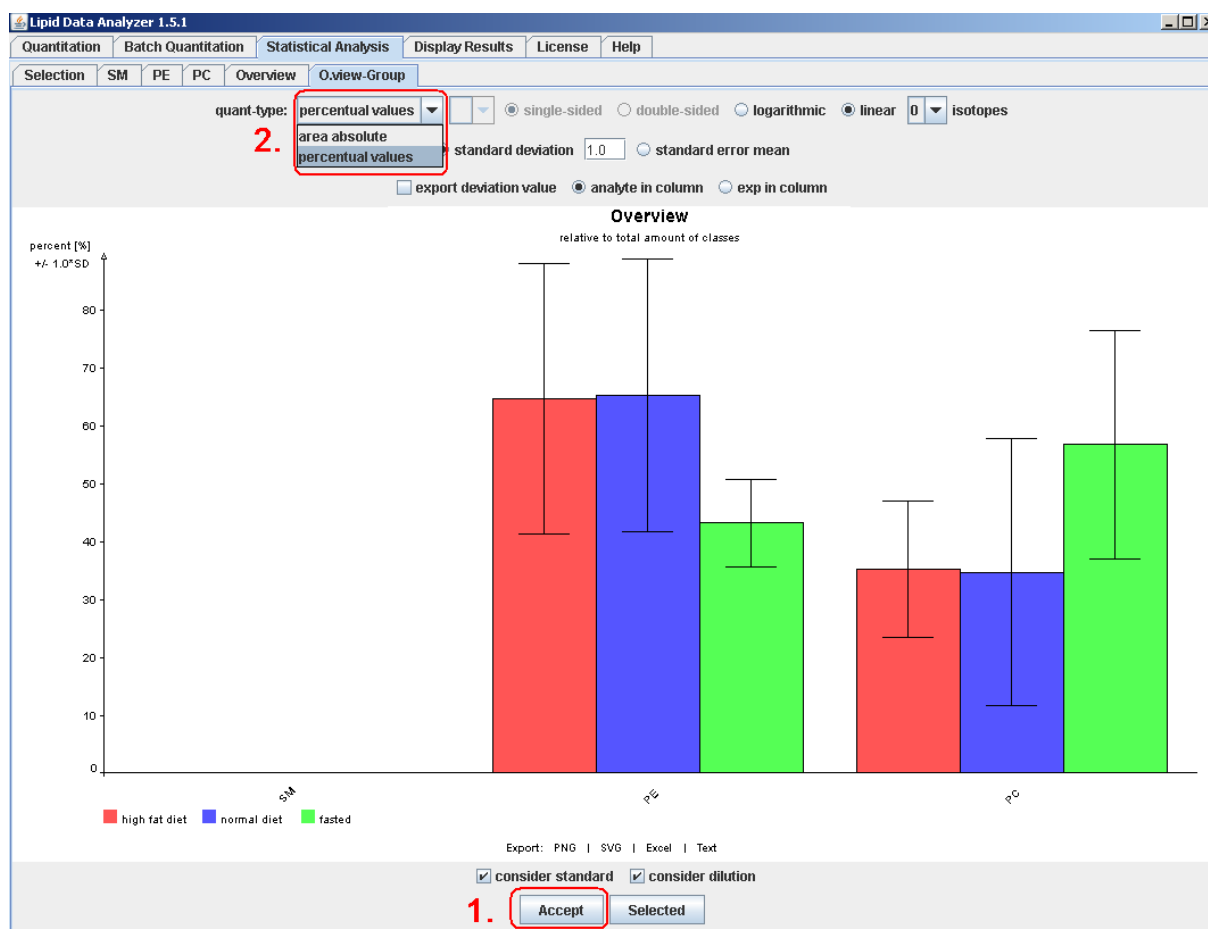 Lipid Data Analyzer 1.5.1
Quantitation Batch Quantitation Statistical Analysis Display Results License Help
Selection SM PE PC Overview O.view-Group
quant-type: percentual values single-sided double-sided logarithmic linear 0 isotopes
2. area absolute
percentual values
standard deviation 1.0 standard error mean
export deviation value analyte in column exp in column
Overview
relative to total amount of classes
percent [%]
+/- 1.0*SD
80
70
60
50
40
30
20
10
0
SM PE PC
high fat diet normal diet fasted
Export: PNG | SVG | Excel | Text
consider standard consider dilution
1. Accept Selected